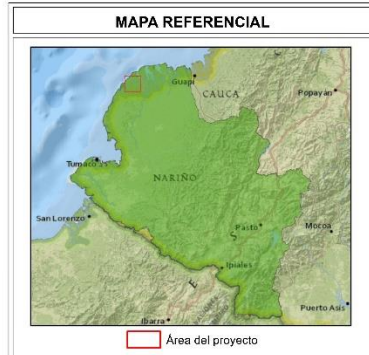 MAPA REFERENCIAL
Guapi
CAUCA
Popayán
Tumaco
NARIÑO
San Lorenzo
Pasto
Mocoa
Ipiales
Puerto Asís
Ibarra
Área del proyecto